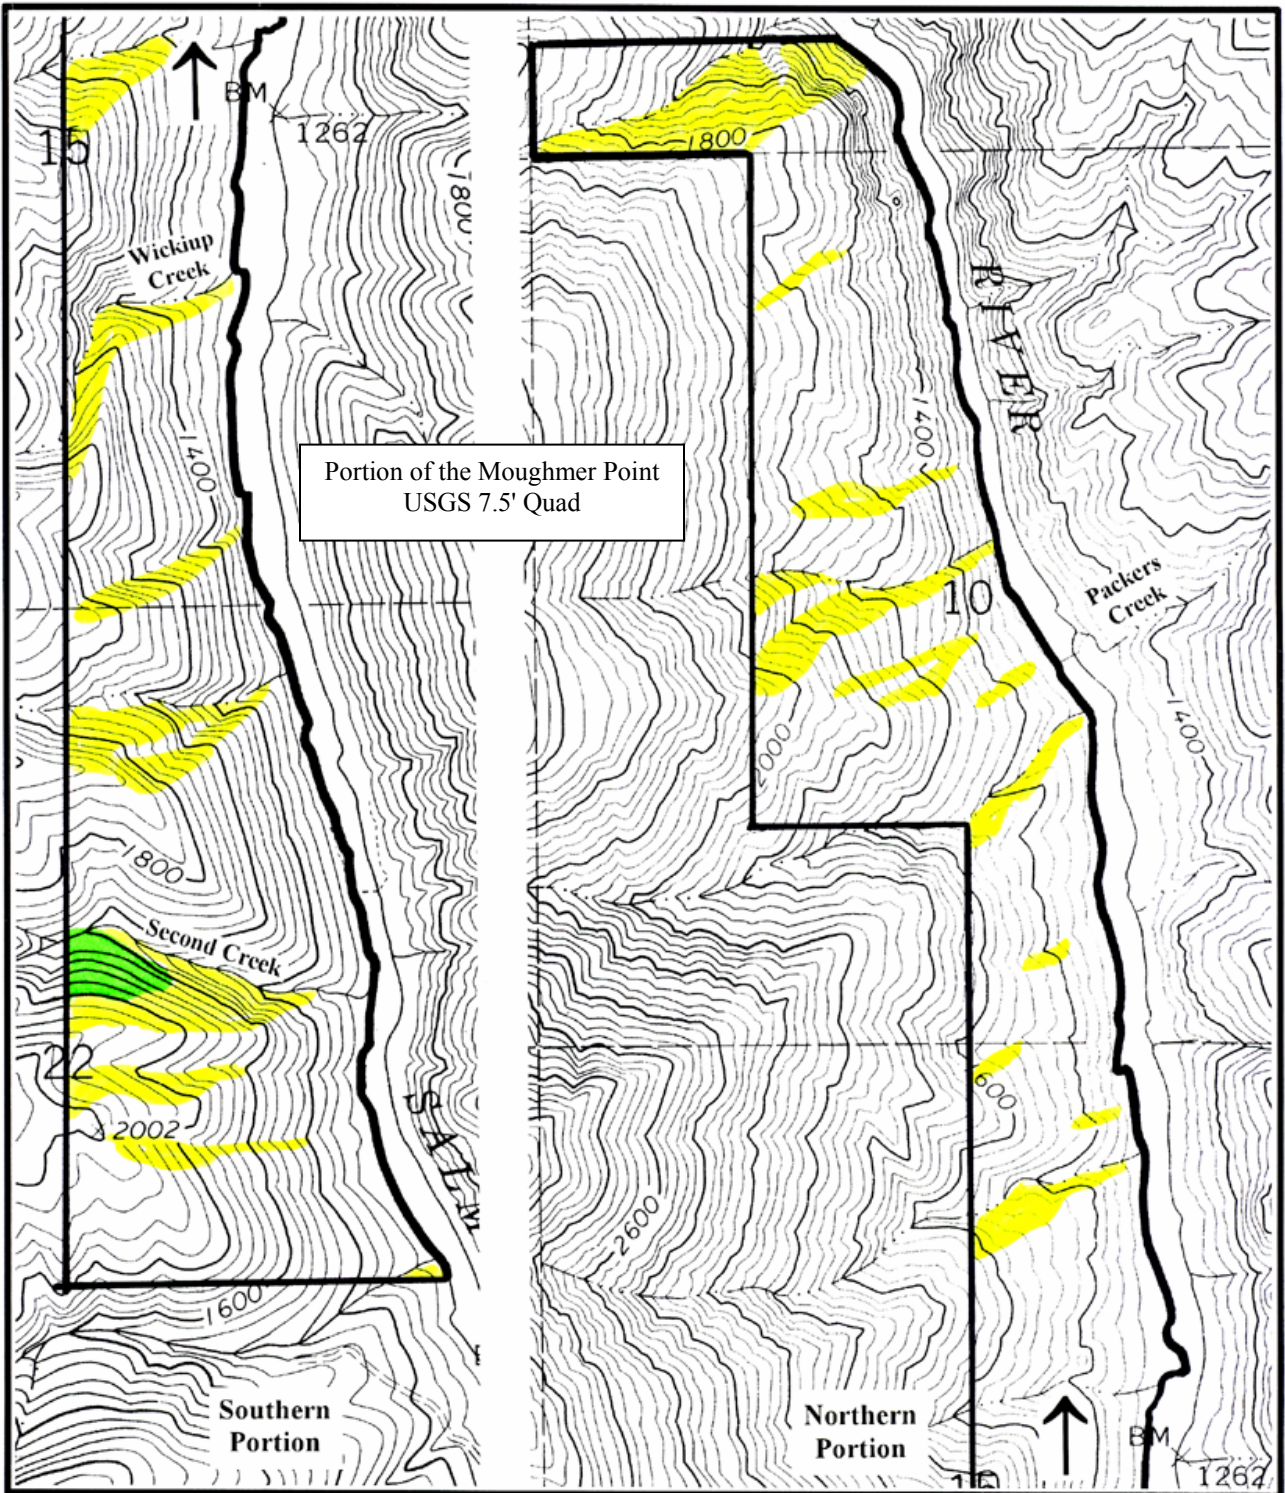 BM
1262
15
1800
Wickiup
Creek
1400
Portion of the Moughmer Point
USGS 7.5' Quad
1800
Second Creek
22
2002
SALM
1600
Southern
Portion
1800
RIVER
1400
10
Packers
Creek
2000
1400
600
2600
Northern
Portion
BM
1262